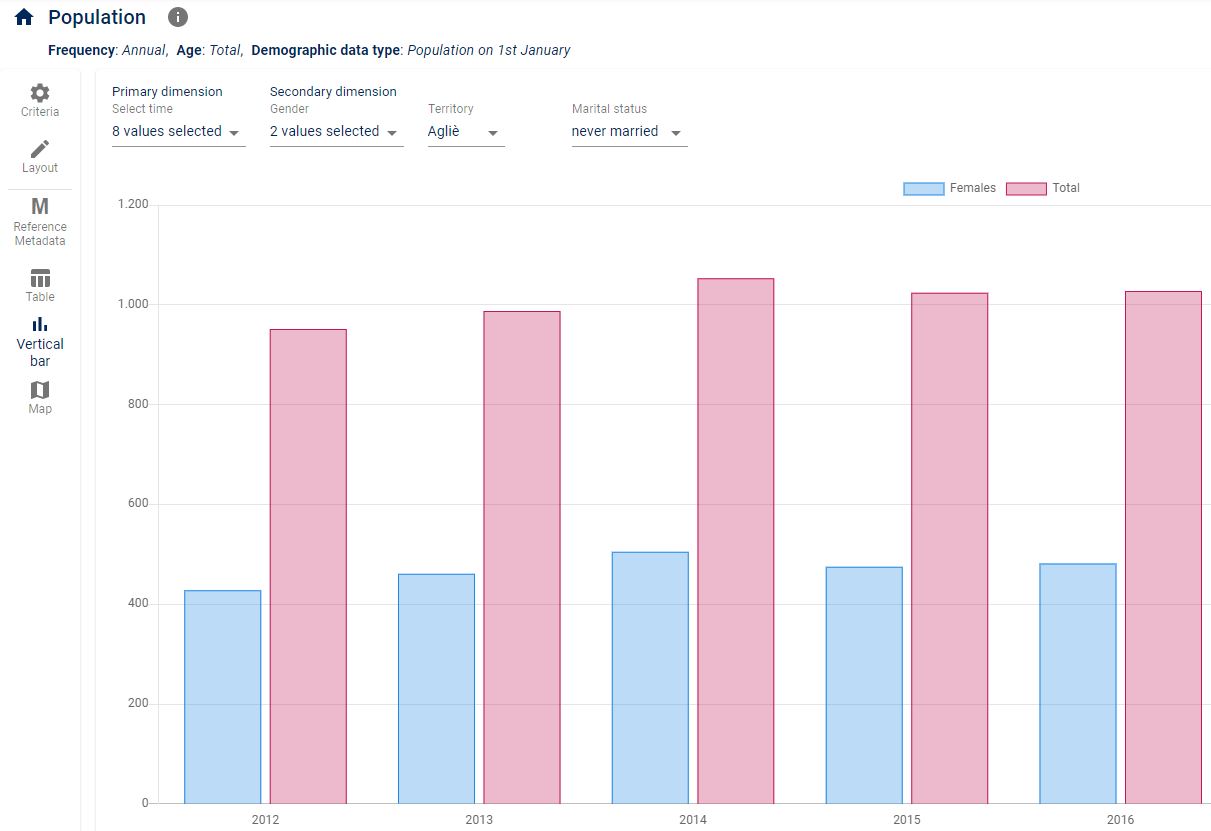 Population
Frequency: Annual, Age: Total, Demographic data type: Population on 1st January
Criteria
Layout
M
Reference
Metadata
Table
Vertical
bar
Map
Primary dimension
Select time
8 values selected
Secondary dimension
Gender
2 values selected
Territory
Agliè
Marital status
never married
Females Total
1.200
1.000
800
600
400
200
0
2012 2013 2014 2015 2016